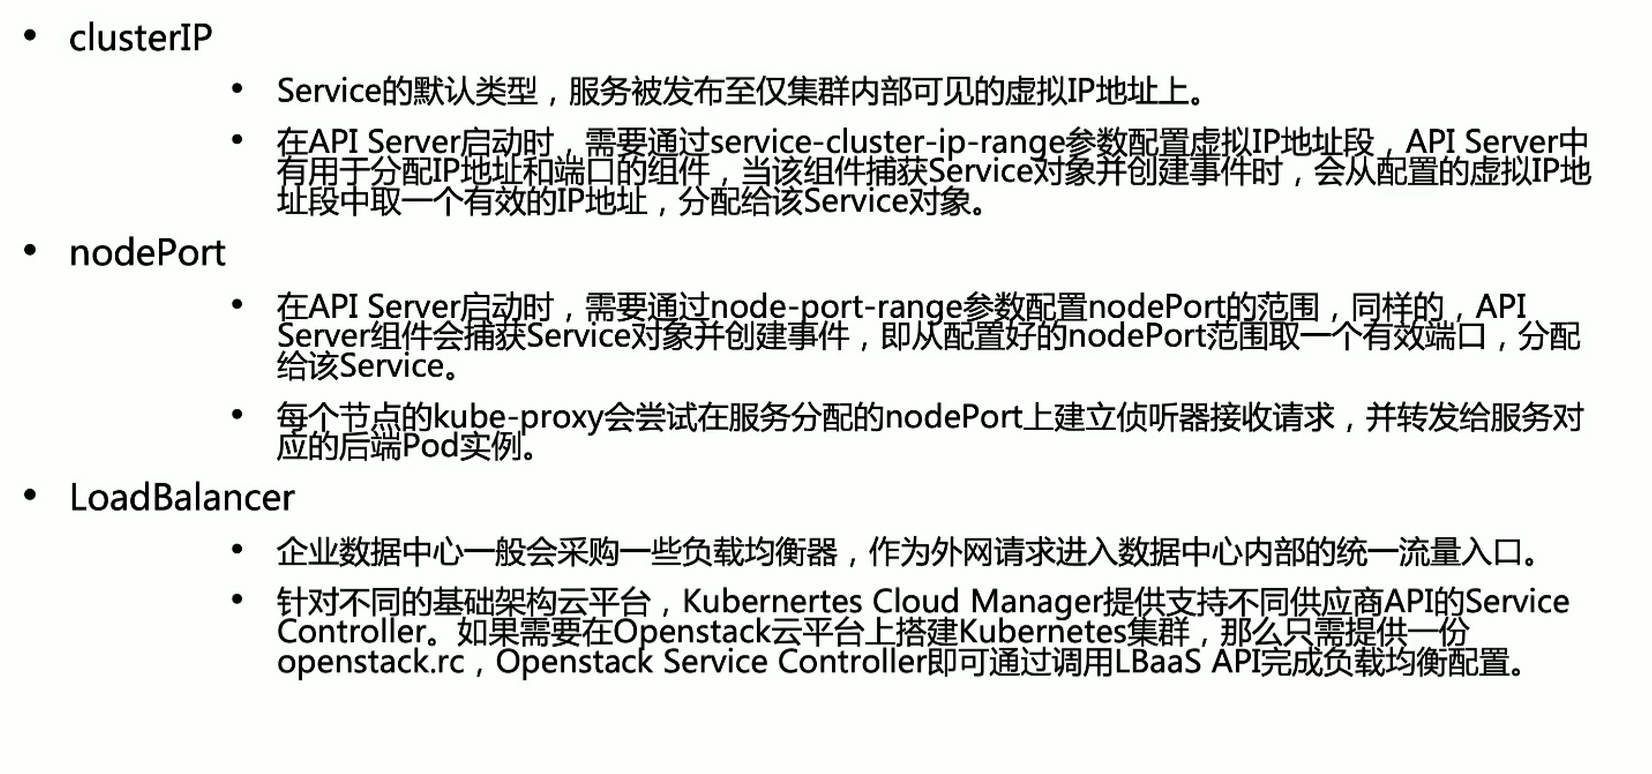 • clusterIP
• Service的默认类型，服务被发布至仅集群内部可见的虚拟IP地址上。
• 在API Server启动时，需要通过service-cluster-ip-range参数配置虚拟IP地址段，API Server中
有用于分配IP地址和端口的组件，当该组件捕获Service对象并创建事件时，会从配置的虚拟IP地
址段中取一个有效的IP地址，分配给该Service对象。
• nodePort
• 在API Server启动时，需要通过node-port-range参数配置nodePort的范围，同样的，API
Server组件会捕获Service对象并创建事件，即从配置好的nodePort范围取一个有效端口，分配
给该Service。
• 每个节点的kube-proxy会尝试在服务分配的nodePort上建立侦听器接收请求，并转发给服务对
应的后端Pod实例。
• LoadBalancer
• 企业数据中心一般会采购一些负载均衡器，作为外网请求进入数据中心内部的统一流量入口。
• 针对不同的基础架构云平台，Kubernertes Cloud Manager提供支持不同供应商API的Service
Controller。如果需要在Openstack云平台上搭建Kubernetes集群，那么只需提供一份
openstack.rc，Openstack Service Controller即可通过调用LBaaS API完成负载均衡配置。